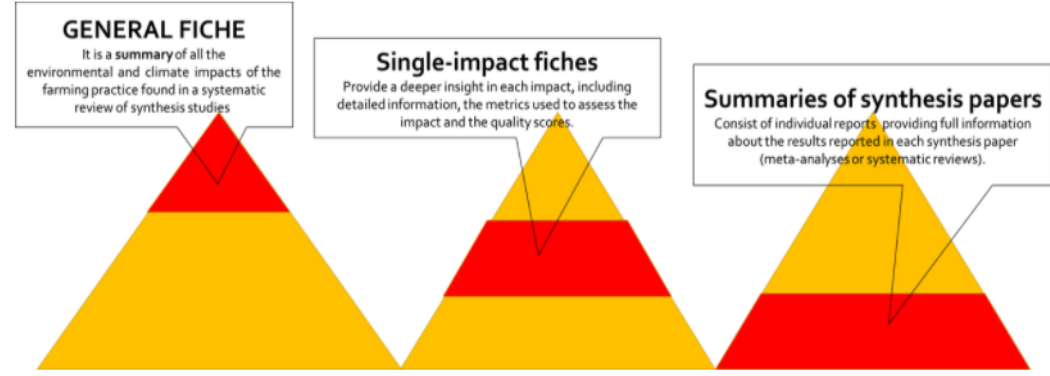 GENERAL FICHE
It is a summary of all the
environmental and climate impacts of the
farming practice found in a systematic
review of synthesis studies
Single-impact fiches
Provide a deeper insight in each impact, including
detailed information, the metrics used to assess the
impact and the quality scores.
Summaries of synthesis papers
Consist of individual reports providing full information
about the results reported in each synthesis paper
(meta-analyses or systematic reviews).